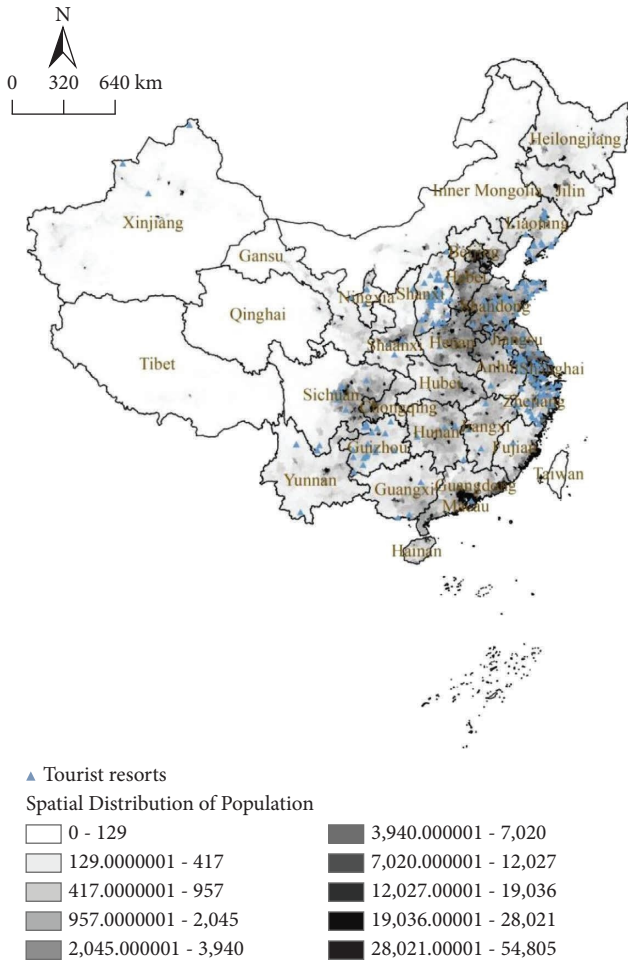 N
0 320 640 km
Heilongjiang
Inner Mongolia Jilin
Xinjiang
Liaoning
Gansu
Beijing
Hebei
Ningxia Shanxi
Qinghai
Shandong
Jiangsu
Shaanxi Henan
Tibet
Anhui Shanghai
Hubei
Sichuan
Chongqing
Zhejiang
Hunan Jiangxi
Guizhou
Fujian
Yunnan
Taiwan
Guangxi Guangdong
Macau
Hainan
Tourist resorts
Spatial Distribution of Population
0 - 129
129.0000001 - 417
417.0000001 - 957
957.0000001 - 2,045
2,045.000001 - 3,940
3,940.000001 - 7,020
7,020.000001 - 12,027
12,027.00001 - 19,036
19,036.00001 - 28,021
28,021.00001 - 54,805